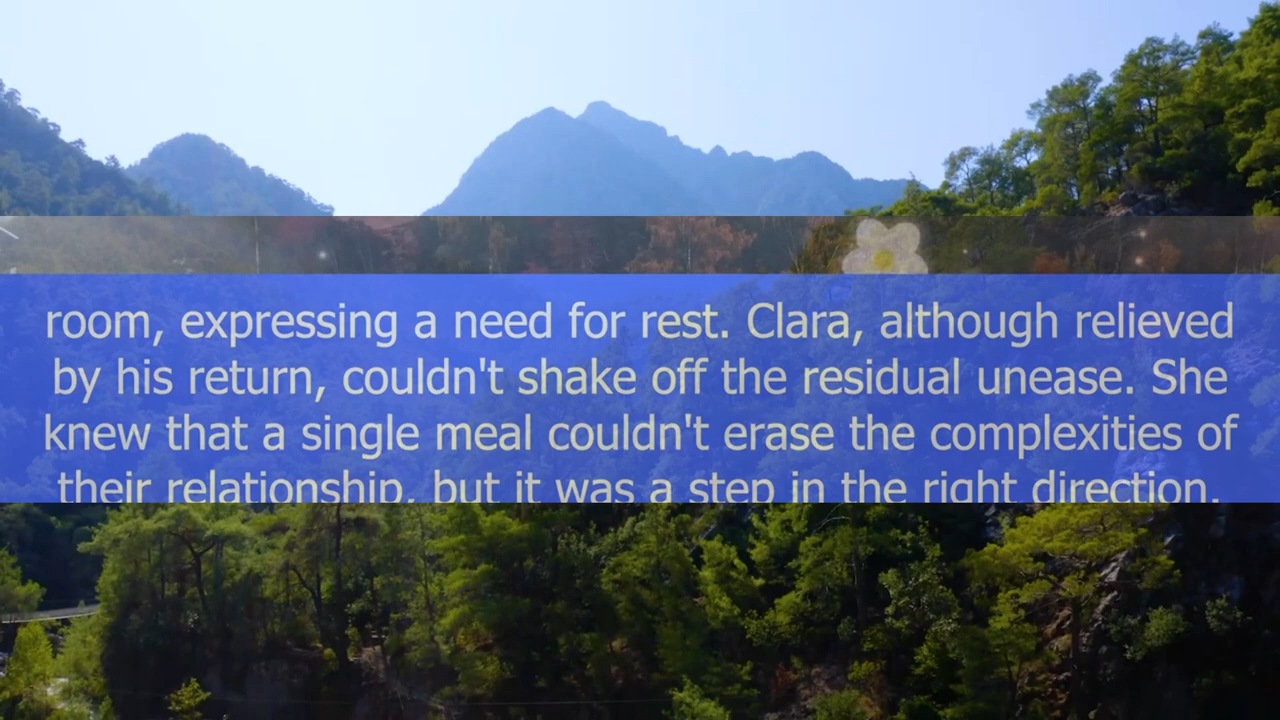 room, expressing a need for rest. Clara, although relieved
by his return, couldn't shake off the residual unease. She
knew that a single meal couldn't erase the complexities of
their relationship, but it was a step in the right direction.